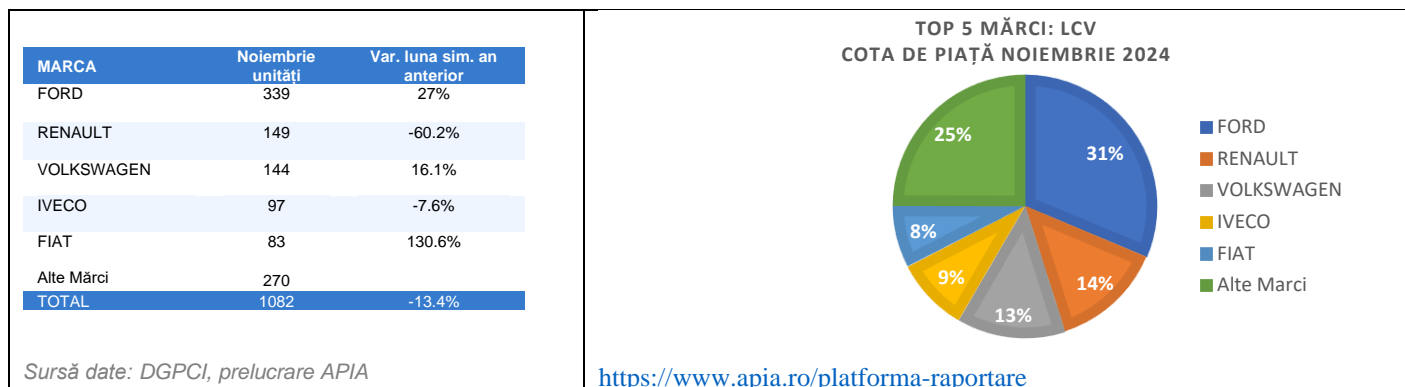 MARCA Noiembrie unități Var. luna sim. an anterior
FORD 339 27%
RENAULT 149 -60.2%
VOLKSWAGEN 144 16.1%
IVECO 97 -7.6%
FIAT 83 130.6%
Alte Mărci 270
TOTAL 1082 -13.4%
Sursă date: DGPCI, prelucrare APIA
TOP 5 MĂRCI: LCV
COTA DE PIAȚĂ NOIEMBRIE 2024
31%
14%
13%
9%
8%
25%
FORD
RENAULT
VOLKSWAGEN
IVECO
FIAT
Alte Marci
https://www.apia.ro/platforma-raportare